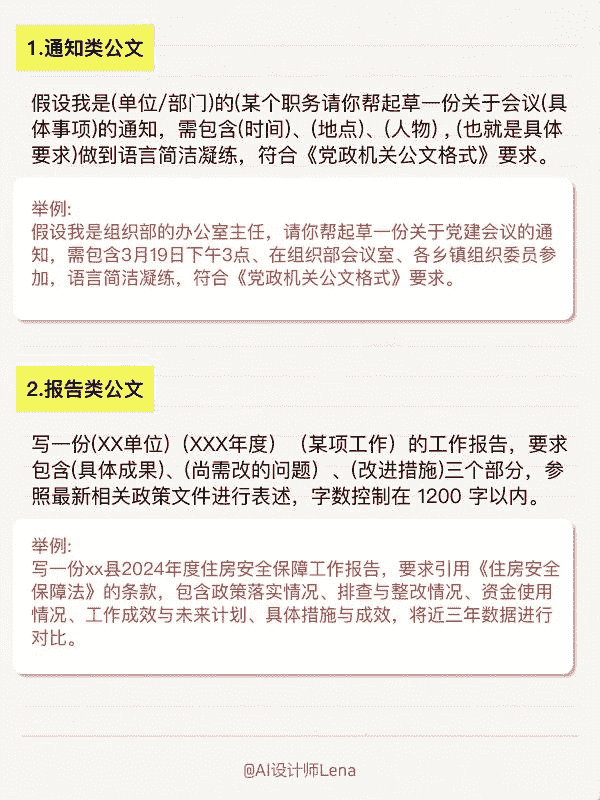 1.通知类公文
假设我是(单位/部门)的(某个职务请你帮起草一份关于会议(具
体事项)的通知，需包含(时间)、(地点)、(人物) , (也就是具体
要求)做到语言简洁凝练，符合《党政机关公文格式》要求。
举例:
假设我是组织部的办公室主任，请你帮起草一份关于党建会议的通
知，需包含3月19日下午3点、在组织部会议室、各乡镇组织委员参
加，语言简洁凝练，符合《党政机关公文格式》要求。
2.报告类公文
写一份(XX单位)（XXX年度）（某项工作）的工作报告，要求
包含(具体成果)、(尚需改的问题）、(改进措施)三个部分，参
照最新相关政策文件进行表述，字数控制在 1200 字以内。
举例:
写一份xx县2024年度住房安全保障工作报告，要求引用《住房安全
保障法》的条款，包含政策落实情况、排查与整改情况、资金使用
情况、工作成效与未来计划、具体措施与成效，将近三年数据进行
对比。
@AI设计师Lena